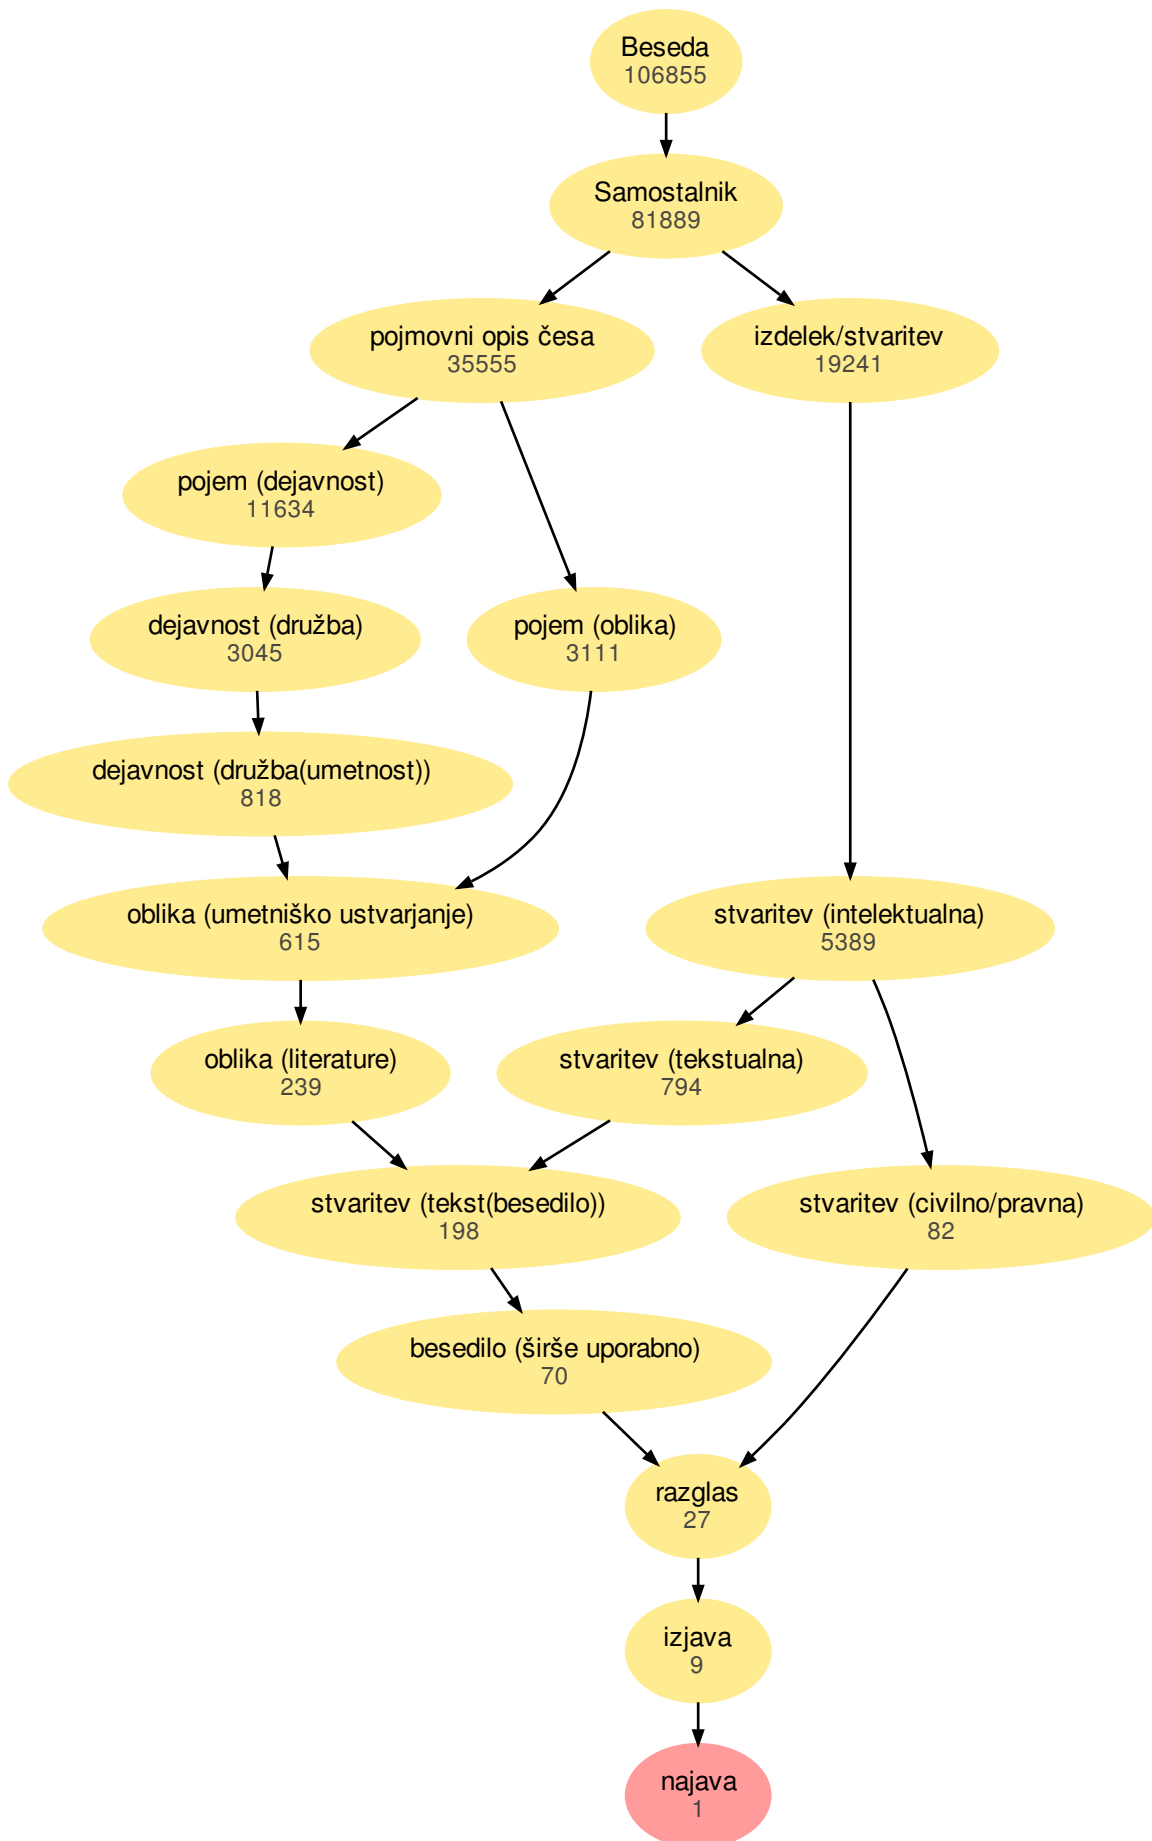 Beseda
106855
Samostalnik
81889
pojmovni opis česa
35555
izdelek/stvaritev
19241
pojem (dejavnost)
11634
dejavnost (družba)
3045
pojem (oblika)
3111
dejavnost (družba(umetnost))
818
oblika (umetniško ustvarjanje)
615
stvaritev (intelektualna)
5389
oblika (literature)
239
stvaritev (tekstualna)
794
stvaritev (tekst(besedilo))
198
stvaritev (civilno/pravna)
82
besedilo (širše uporabno)
70
razglas
27
izjava
9
najava
1